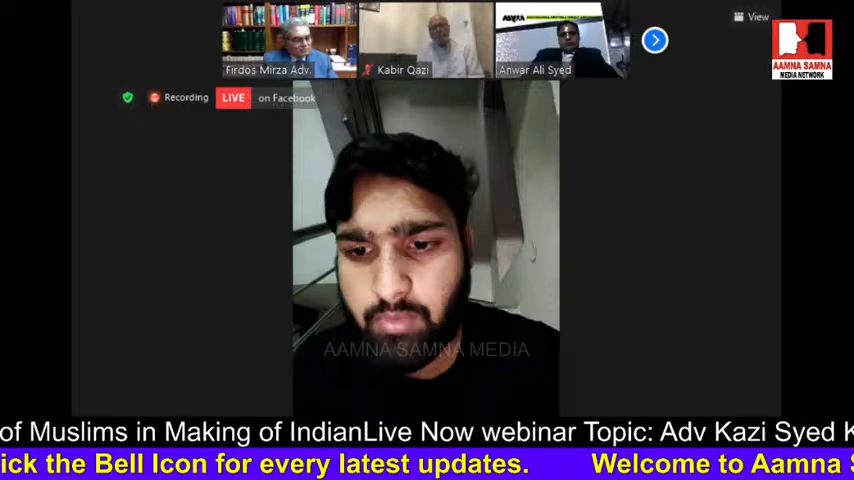 View
AAMNA SAMNA
MEDIA NETWORK
Firdos Mirza Adv.
Kabir Qazi
Anwar Ali Syed
Recording
LIVE
on Facebook
AAMNA SAMNA MEDIA
of Muslims in Making of IndianLive Now webinar Topic: Adv Kazi Syed K
ick the Bell Icon for every latest updates. Welcome to Aamna S